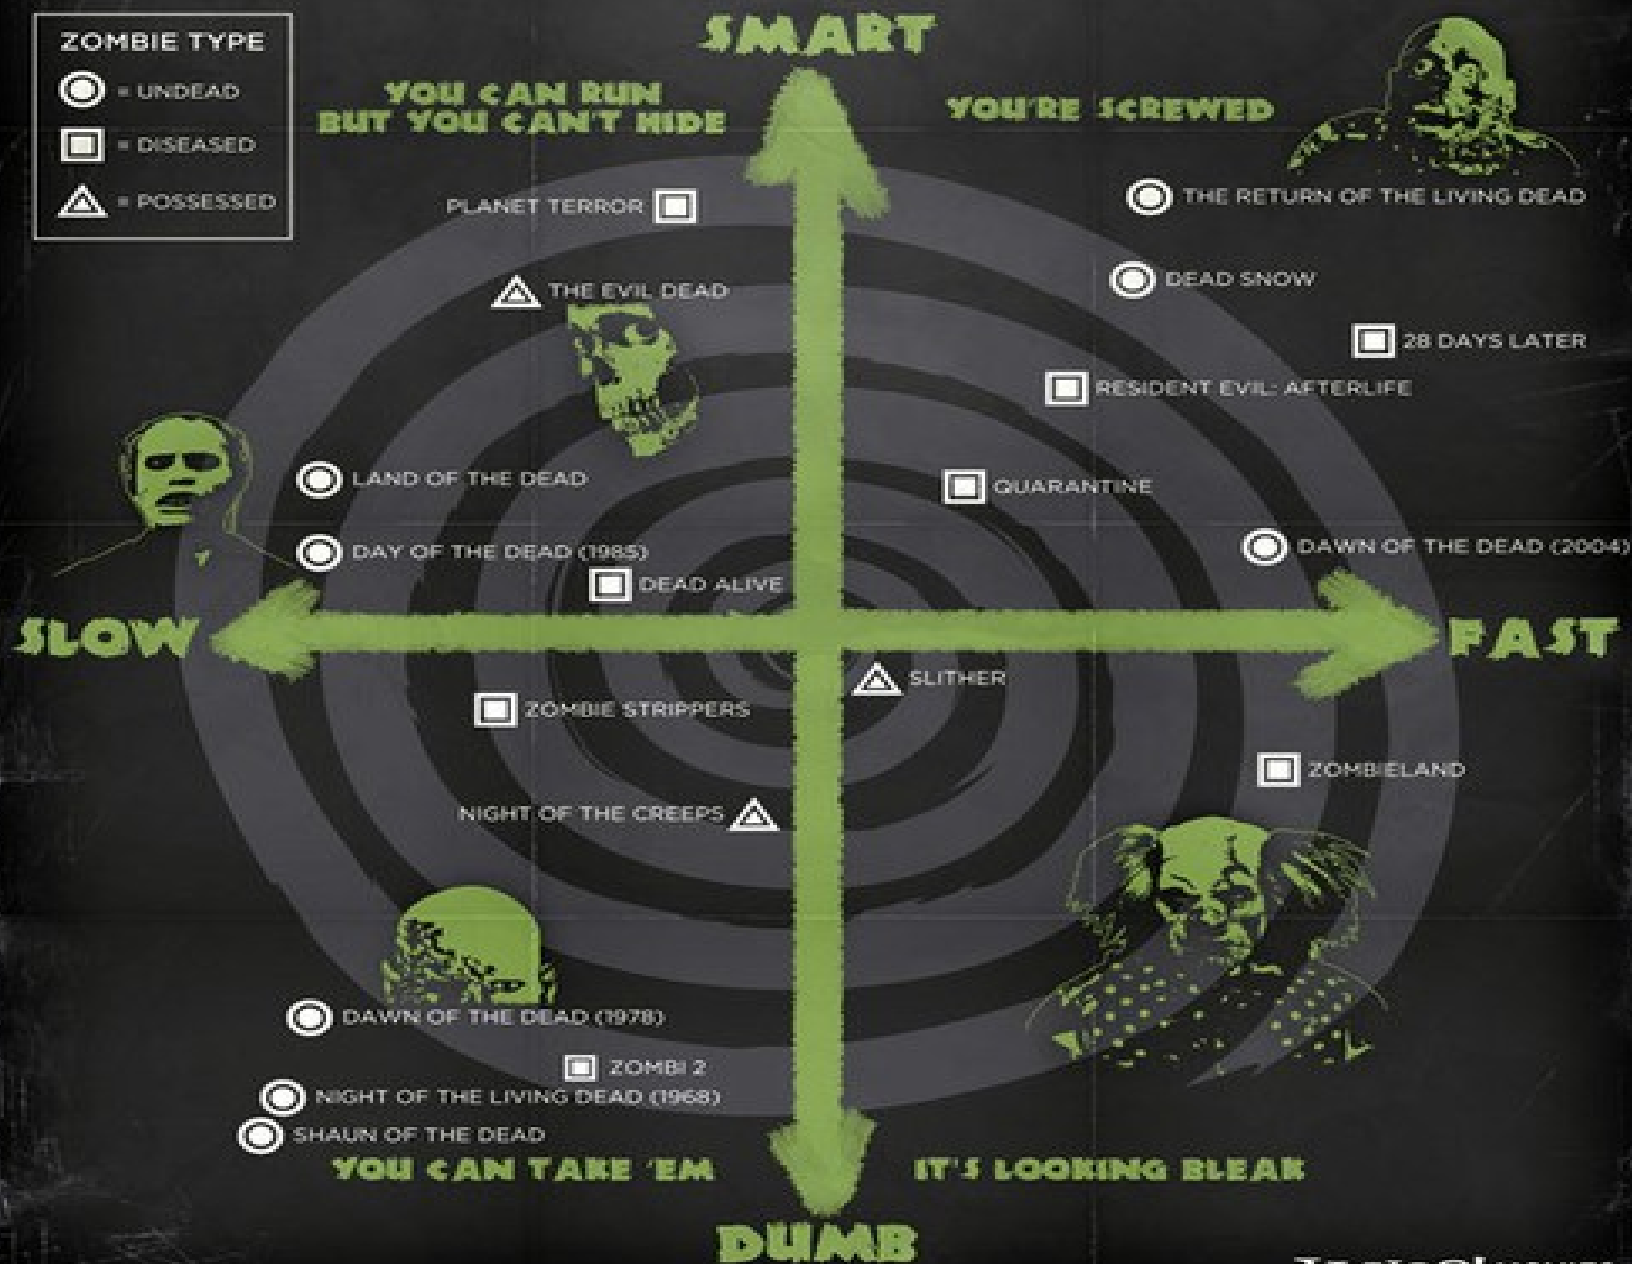 SMART
ZOMBIE TYPE
= UNDEAD
= DISEASED
= POSSESSED
YOU CAN RUN
BUT YOU CAN'T HIDE
YOU'RE SCREWED
PLANET TERROR
THE RETURN OF THE LIVING DEAD
THE EVIL DEAD
DEAD SNOW
28 DAYS LATER
RESIDENT EVIL: AFTERLIFE
LAND OF THE DEAD
QUARANTINE
DAY OF THE DEAD (1985)
DAWN OF THE DEAD (2004)
DEAD ALIVE
SLOW
FAST
SLITHER
ZOMBIE STRIPPERS
ZOMBIELAND
NIGHT OF THE CREEPS
DAWN OF THE DEAD (1978)
ZOMBI 2
NIGHT OF THE LIVING DEAD (1968)
SHAUN OF THE DEAD
YOU CAN TAKE 'EM
IT'S LOOKING BLEAK
DUMB